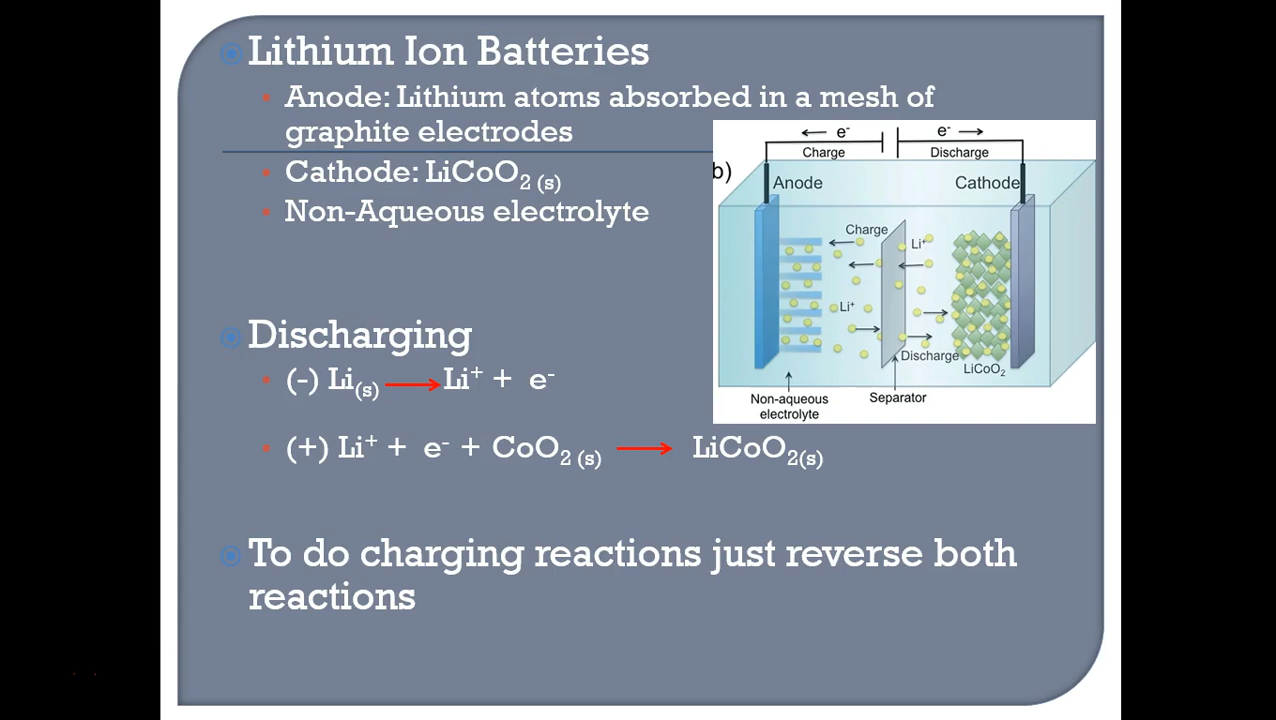 Lithium Ion Batteries
Anode: Lithium atoms absorbed in a mesh of
graphite electrodes
Cathode: LiCoO₂ ₍s₎
Non-Aqueous electrolyte
b)
e⁻ e⁻
Charge Discharge
Anode Cathode
Charge
Li⁺
Li⁺
Discharge
LiCoO₂
Non-aqueous
electrolyte
Separator
Discharging
(-) Li₍s₎ → Li⁺ + e⁻
(+) Li⁺ + e⁻ + CoO₂ ₍s₎ → LiCoO₂₍s₎
To do charging reactions just reverse both
reactions